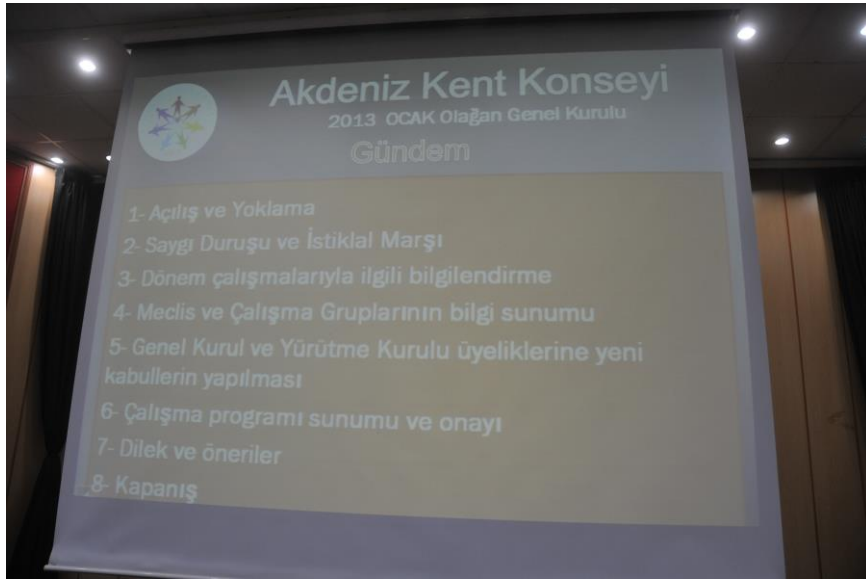 Akdeniz Kent Konseyi
2013 OCAK Olağan Genel Kurulu
Gündem
1- Açılış ve Yoklama
2- Saygı Duruşu ve İstiklal Marşı
3- Dönem çalışmalarıyla ilgili bilgilendirme
4- Meclis ve Çalışma Gruplarının bilgi sunumu
5- Genel Kurul ve Yürütme Kurulu üyeliklerine yeni
kabullerin yapılması
6- Çalışma programı sunumu ve onayı
7- Dilek ve öneriler
8- Kapanış